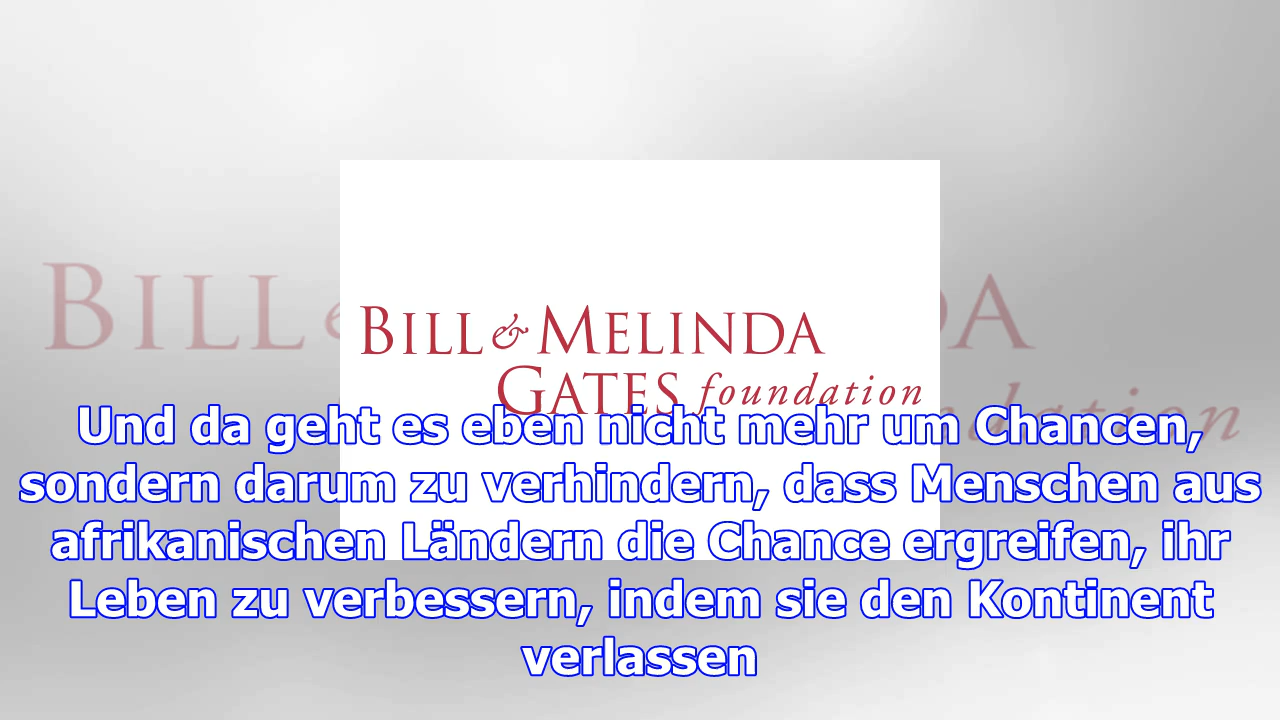 BILL & MELINDA
GATES foundation
Und da geht es eben nicht mehr um Chancen,
sondern darum zu verhindern, dass Menschen aus
afrikanischen Ländern die Chance ergreifen, ihr
Leben zu verbessern, indem sie den Kontinent
verlassen